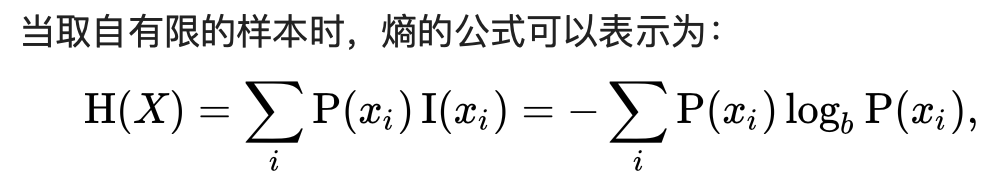 当取自有限的样本时，熵的公式可以表示为：
H(X) = ∑ᵢ P(xᵢ) I(xᵢ) = − ∑ᵢ P(xᵢ) log_b P(xᵢ),